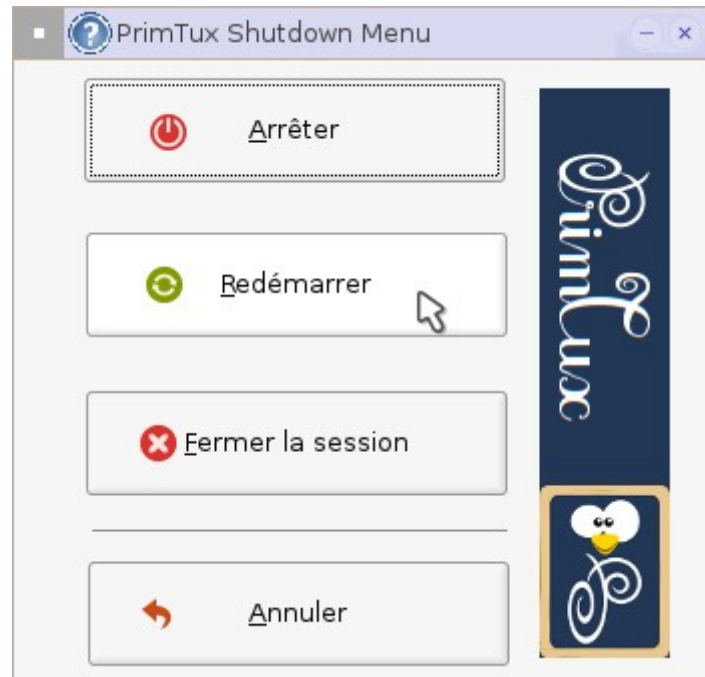 PrimTux Shutdown Menu
Arrêter
Redémarrer
Fermer la session
Annuler
PrimTux